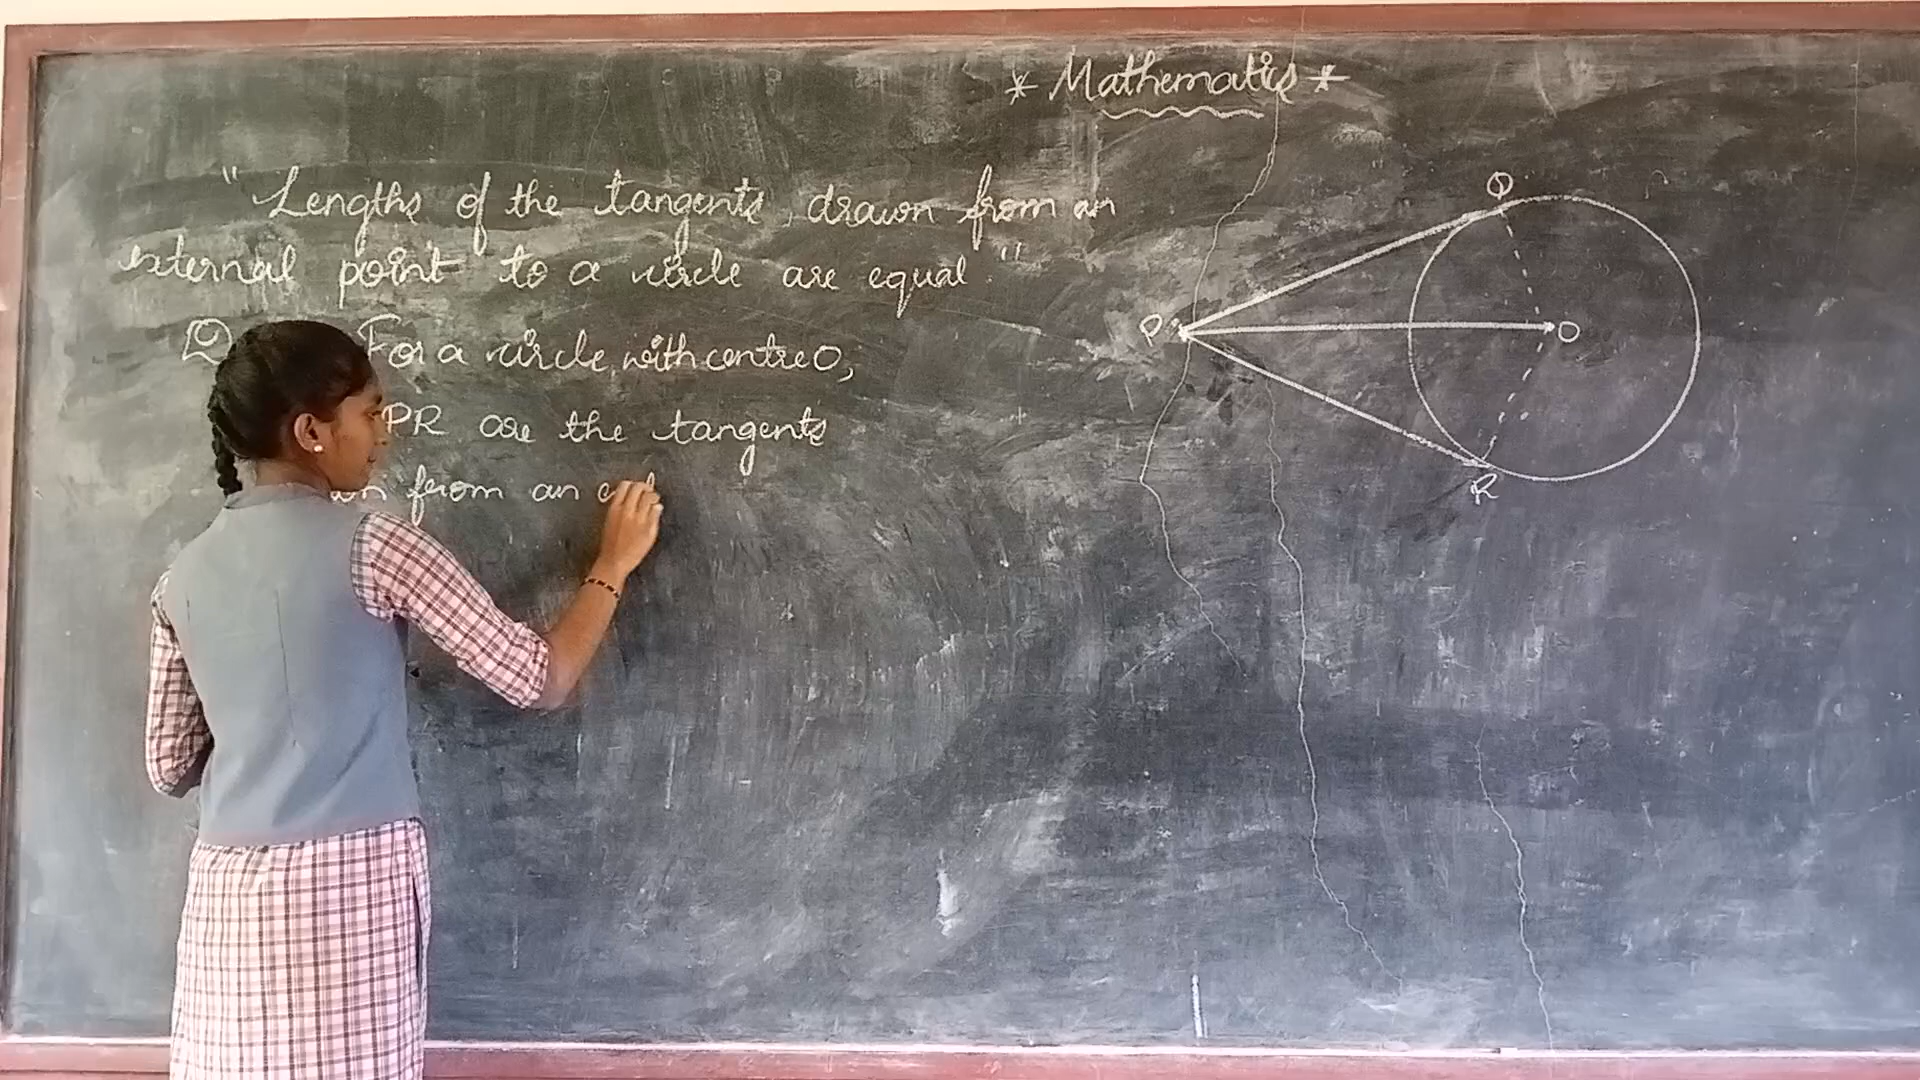 * Mathematics *
"Lengths of the tangents, drawn from an
external point to a circle are equal."
For a circle, with centre O,
PR are the tangents
from an
Q
P
O
R